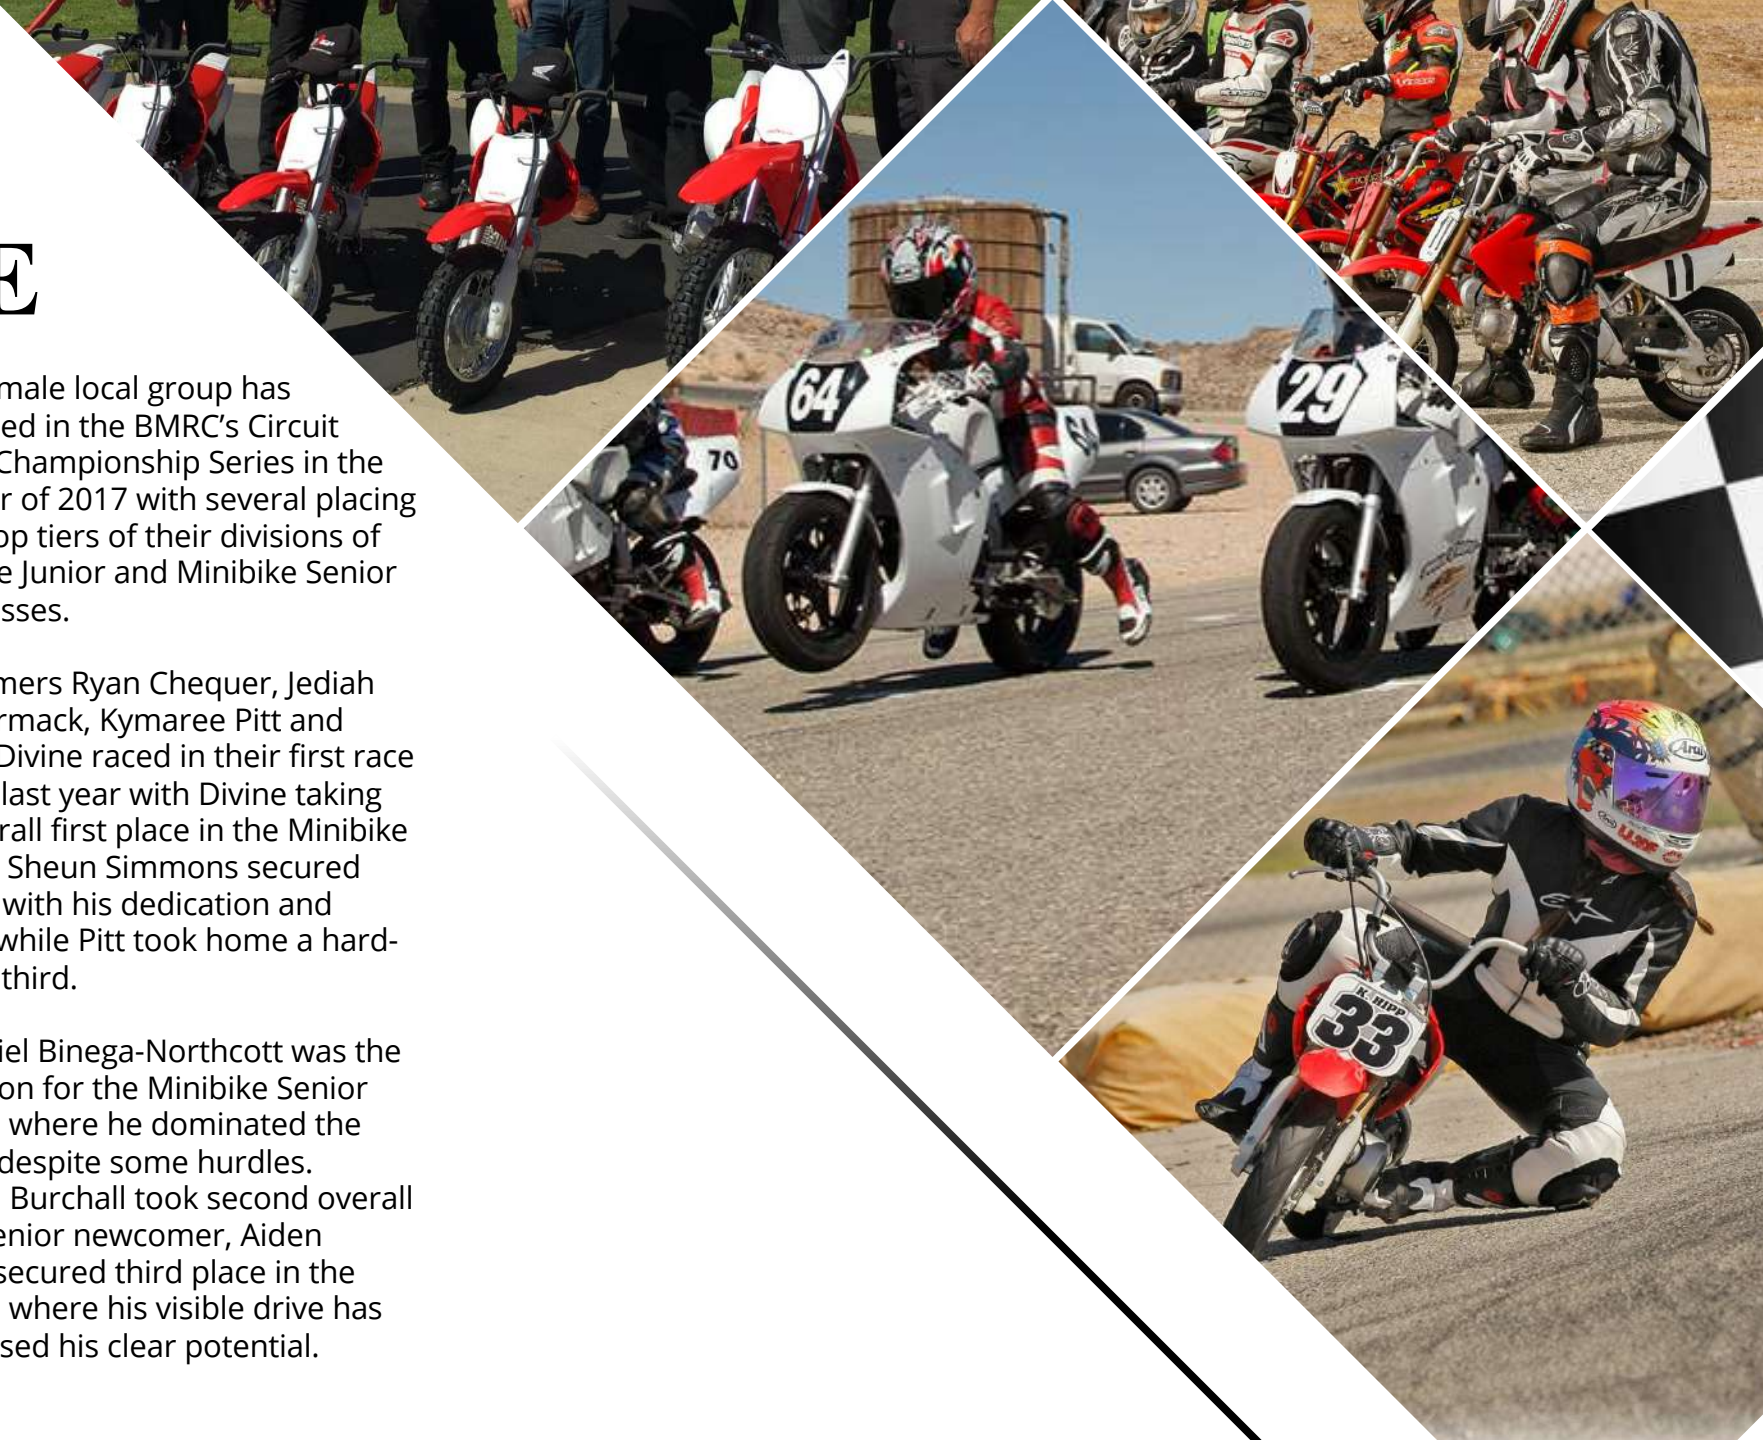 E
male local group has
ed in the BMRC’s Circuit
Championship Series in the
r of 2017 with several placing
op tiers of their divisions of
e Junior and Minibike Senior
sses.
mers Ryan Chequer, Jediah
rmack, Kymaree Pitt and
Divine raced in their first race
last year with Divine taking
rall first place in the Minibike
Sheun Simmons secured
with his dedication and
while Pitt took home a hard-
third.
iel Binega-Northcott was the
on for the Minibike Senior
where he dominated the
despite some hurdles.
Burchall took second overall
enior newcomer, Aiden
secured third place in the
where his visible drive has
sed his clear potential.
64
29
70
64
11
Arai
K. HIPP
33